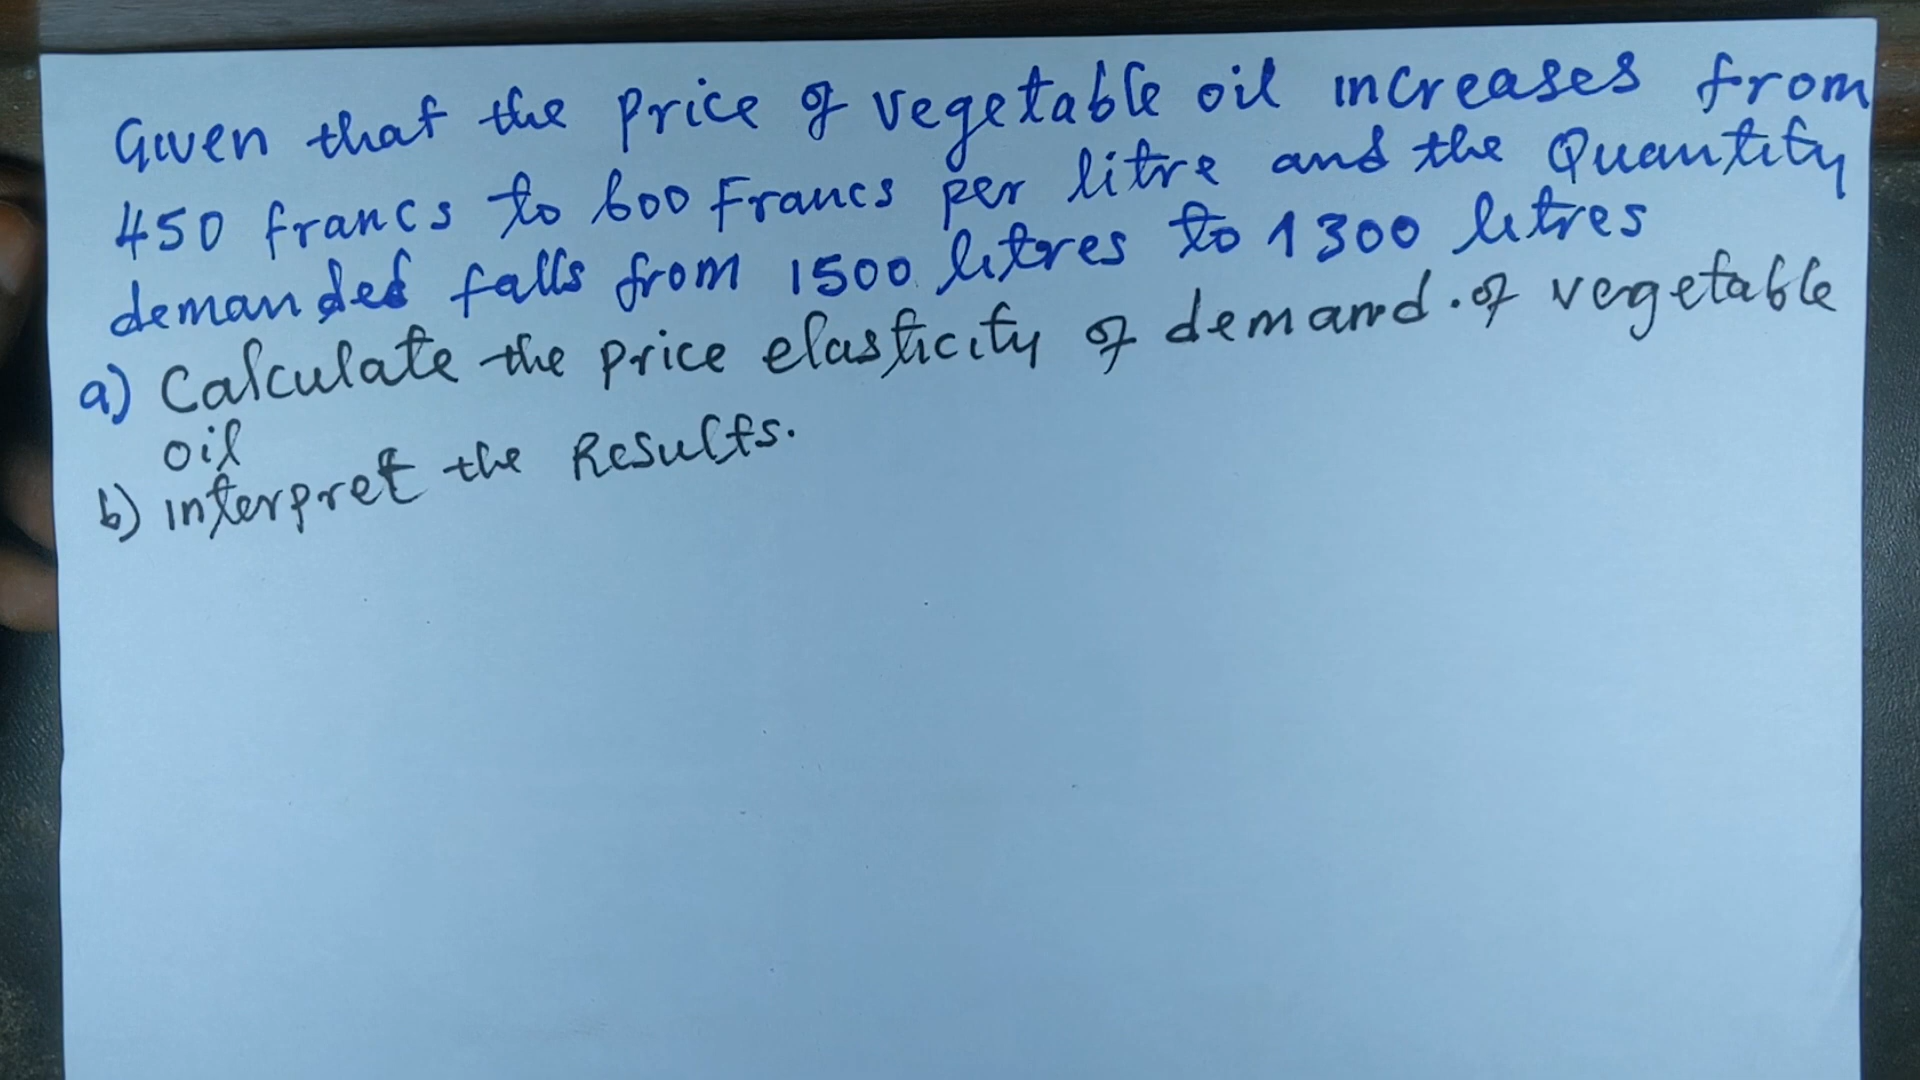 Given that the price of vegetable oil increases from
450 francs to 600 Francs per litre and the Quantity
demanded falls from 1500 litres to 1300 litres
a) Calculate the price elasticity of demand. of vegetable
oil
b) interpret the Results.